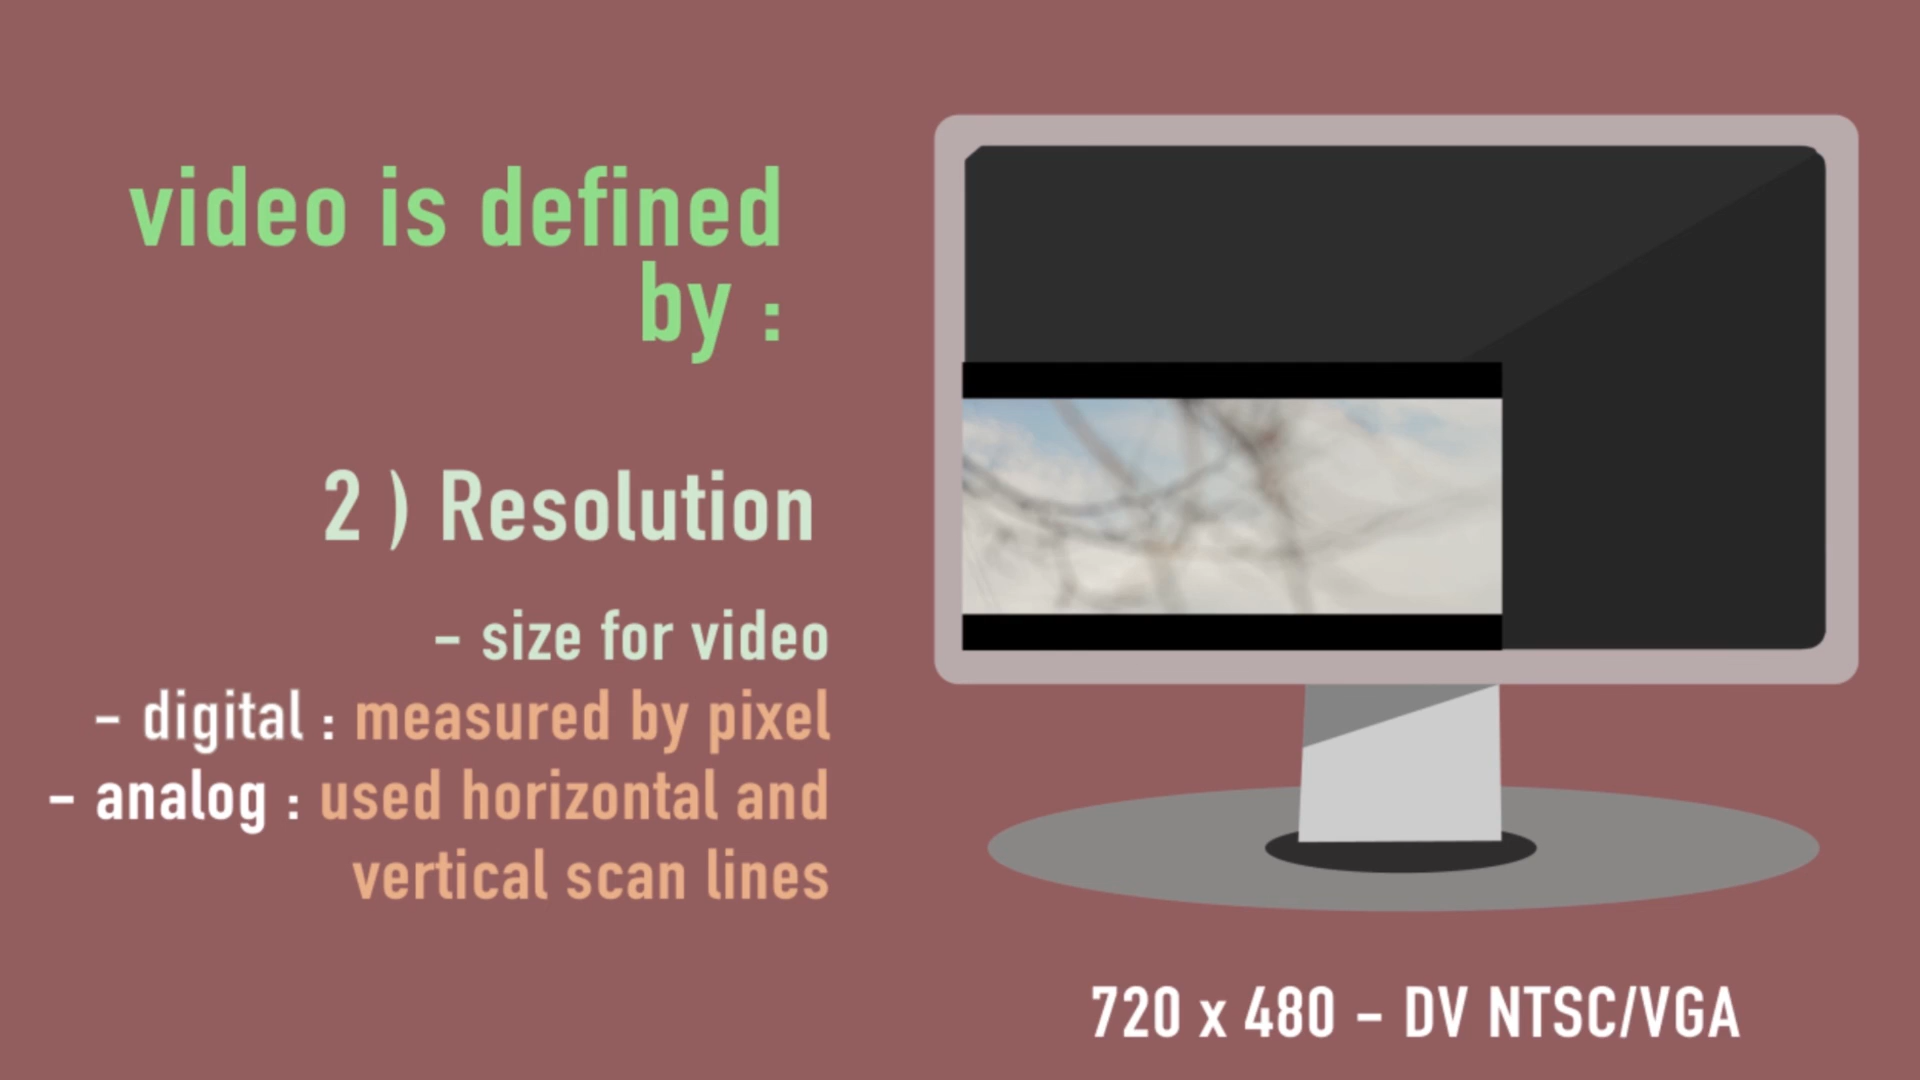 video is defined
by :
2 ) Resolution
- size for video
- digital : measured by pixel
- analog : used horizontal and
vertical scan lines
720 x 480 - DV NTSC/VGA